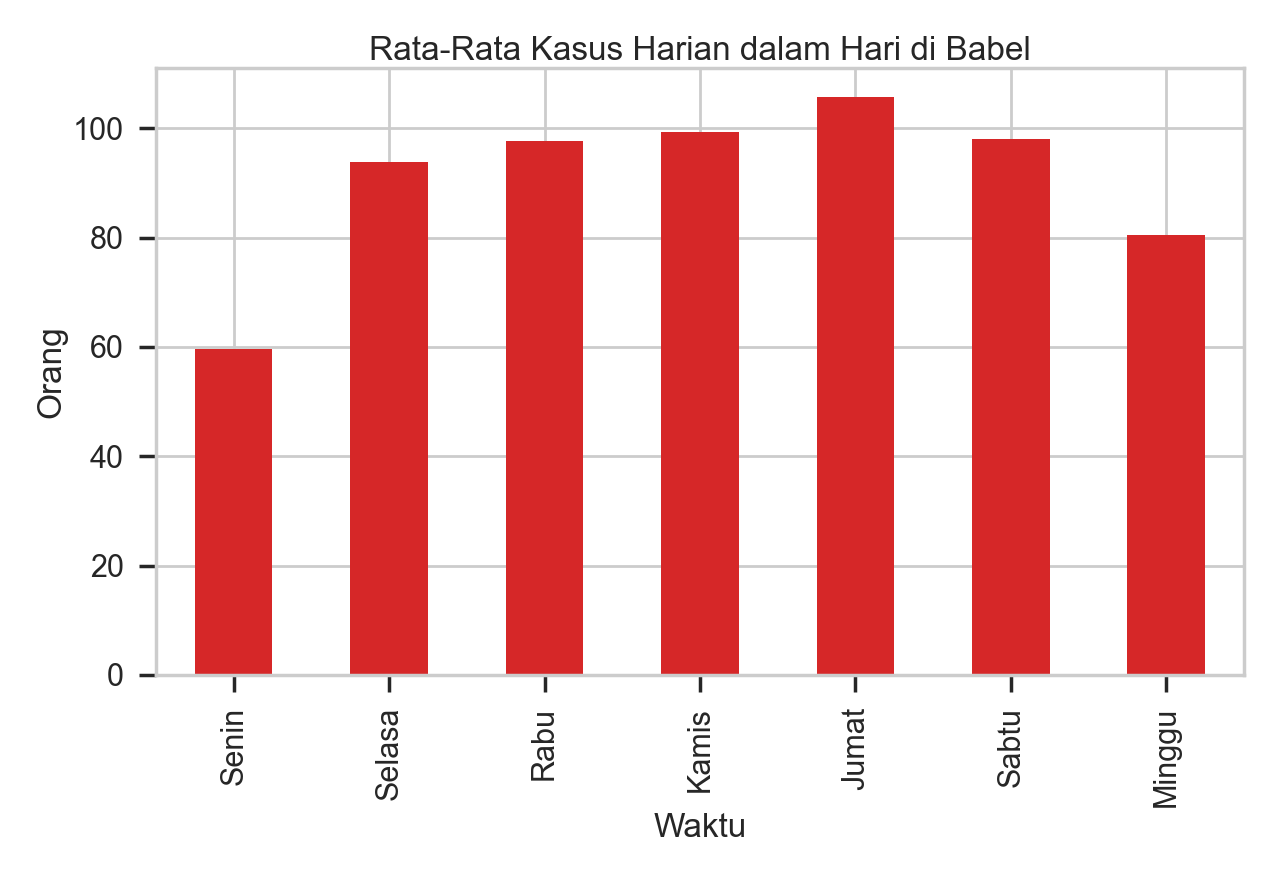 Rata-Rata Kasus Harian dalam Hari di Babel
100
80
60
40
20
0
Orang
Senin
Selasa
Rabu
Kamis
Jumat
Sabtu
Minggu
Waktu